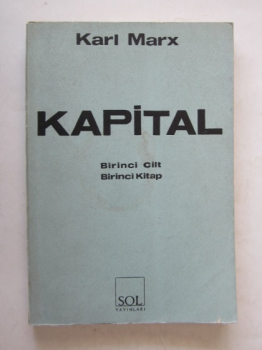 Karl Marx
KAPİTAL
Birinci Cilt
Birinci Kitap
SOL
YAYINLARI